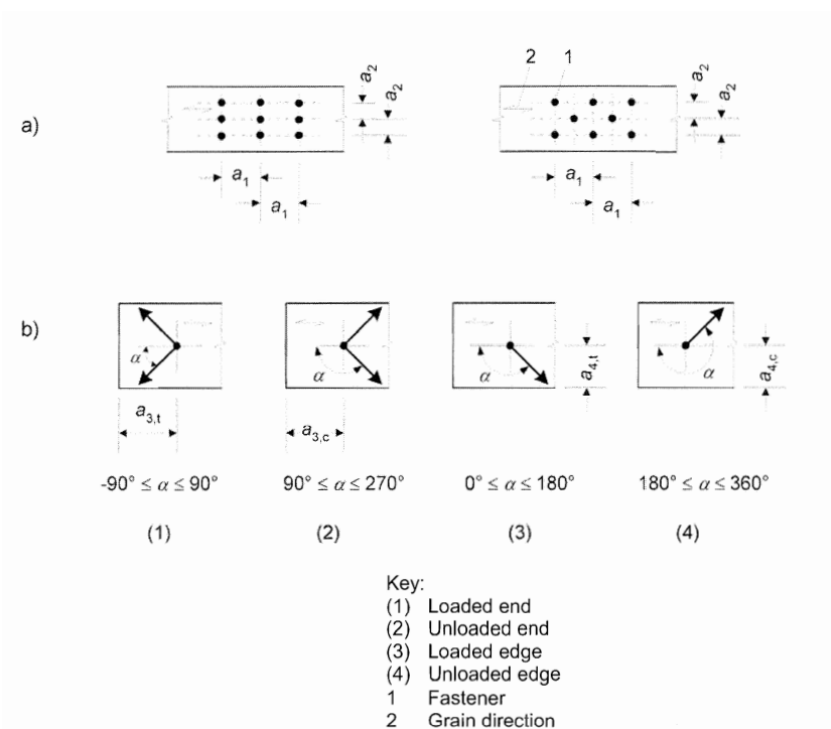 2 1
a₂ a₂ a₂ a₂
a)
a₁ a₁
a₁ a₁
b)
α α α a₄,t α a₄,c
a₃,t a₃,c
-90° ≤ α ≤ 90° 90° ≤ α ≤ 270° 0° ≤ α ≤ 180° 180° ≤ α ≤ 360°
(1) (2) (3) (4)
Key:
(1) Loaded end
(2) Unloaded end
(3) Loaded edge
(4) Unloaded edge
1 Fastener
2 Grain direction